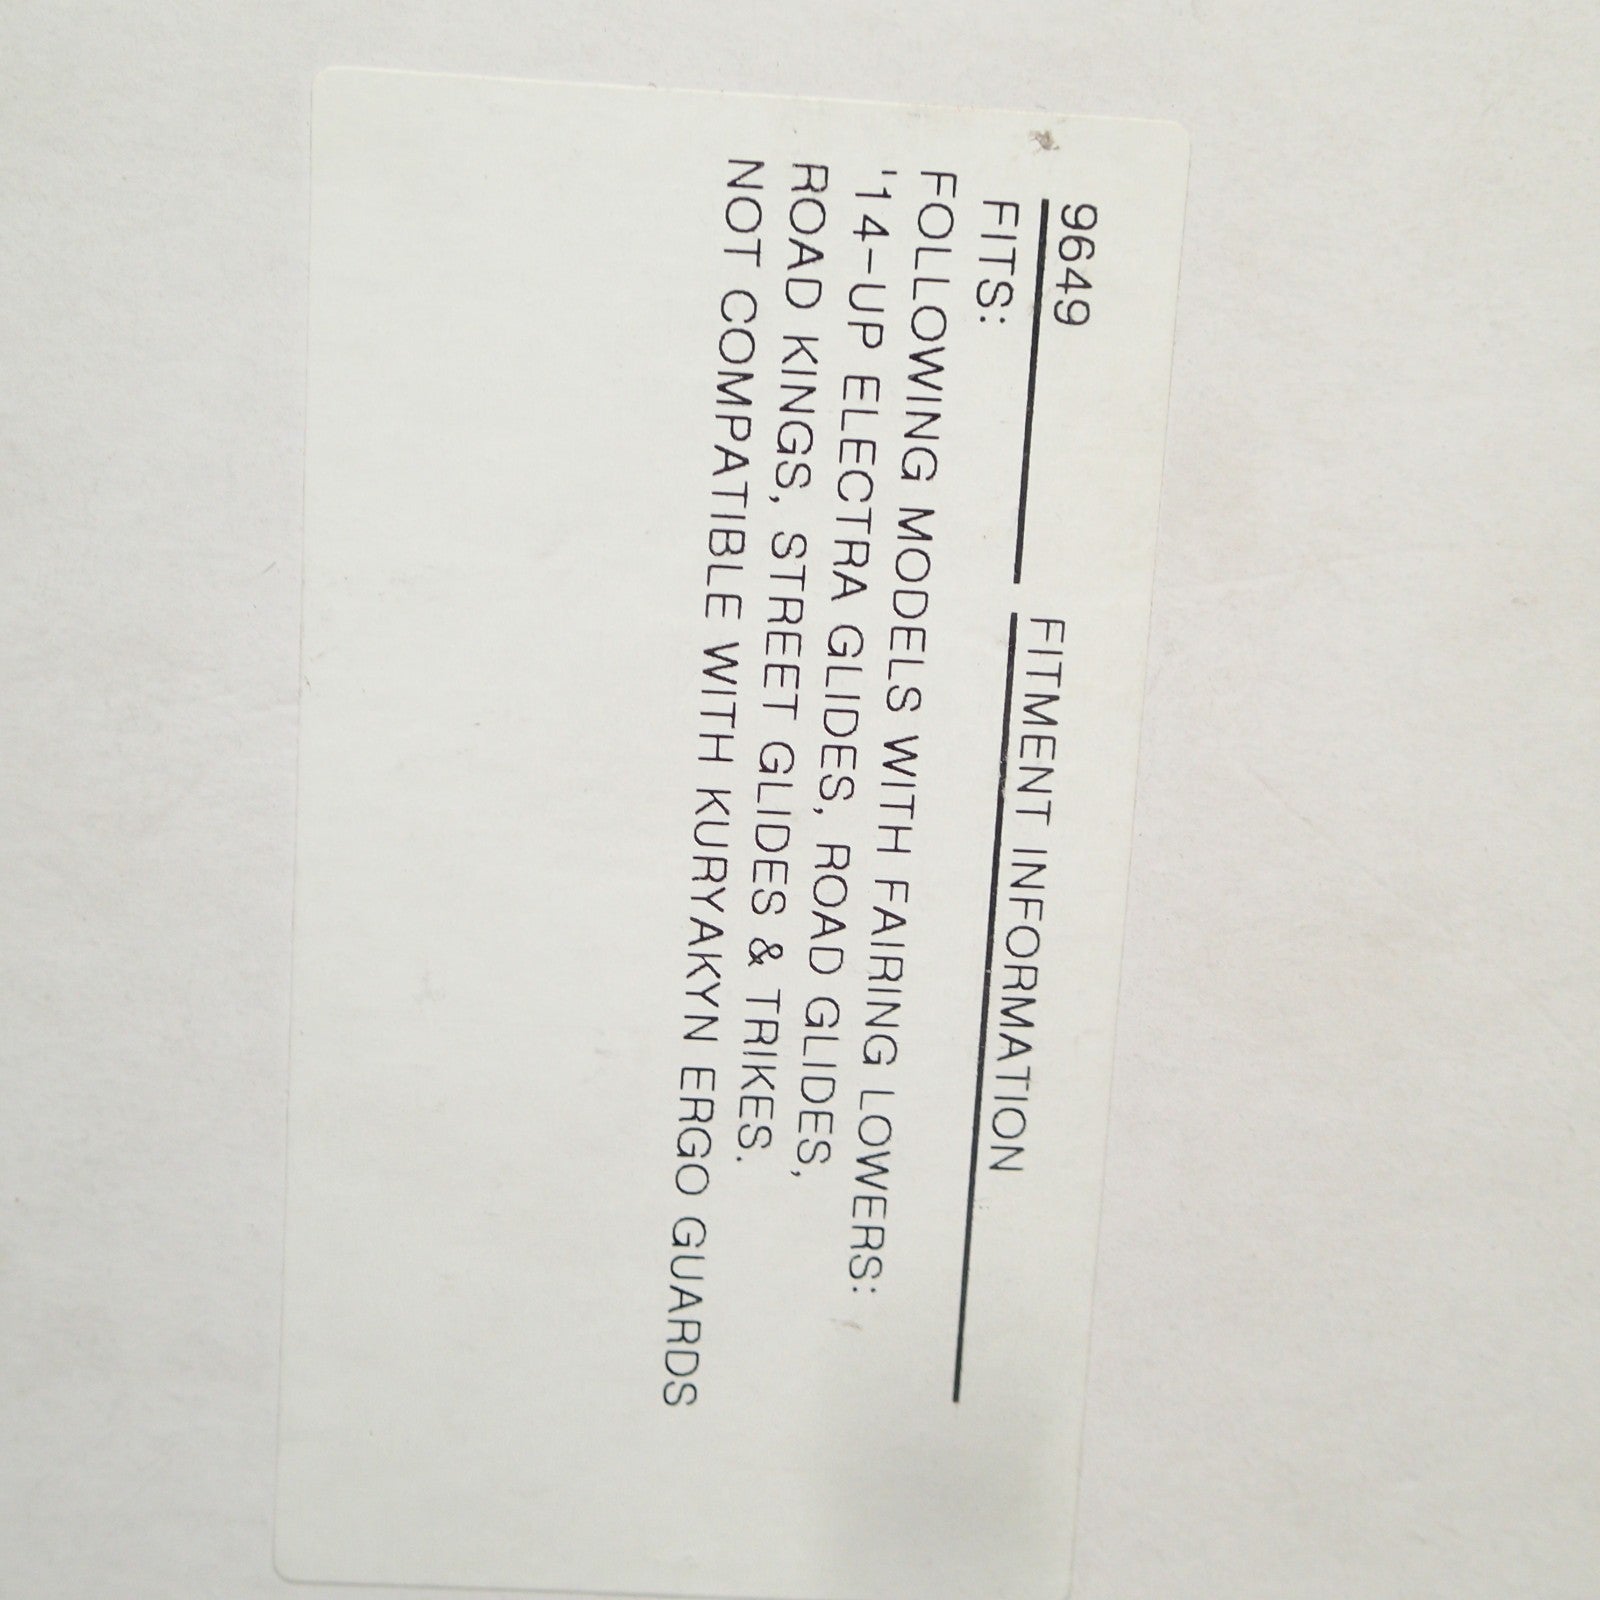 9649 FITMENT INFORMATION
FITS:
FOLLOWING MODELS WITH FAIRING LOWERS:
'14-UP ELECTRA GLIDES, ROAD GLIDES,
ROAD KINGS, STREET GLIDES & TRIKES.
NOT COMPATIBLE WITH KURYAKYN ERGO GUARDS